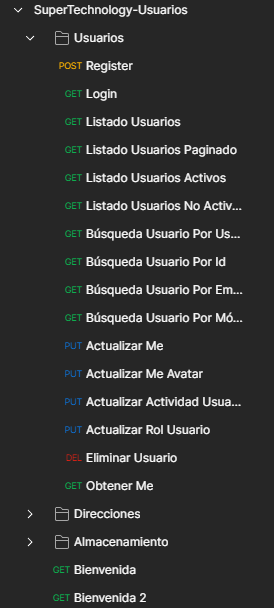 SuperTechnology-Usuarios
Usuarios
POST Register
GET Login
GET Listado Usuarios
GET Listado Usuarios Paginado
GET Listado Usuarios Activos
GET Listado Usuarios No Activ...
GET Búsqueda Usuario Por Us...
GET Búsqueda Usuario Por Id
GET Búsqueda Usuario Por Em...
GET Búsqueda Usuario Por Mó...
PUT Actualizar Me
PUT Actualizar Me Avatar
PUT Actualizar Actividad Usua...
PUT Actualizar Rol Usuario
DEL Eliminar Usuario
GET Obtener Me
Direcciones
Almacenamiento
GET Bienvenida
GET Bienvenida 2